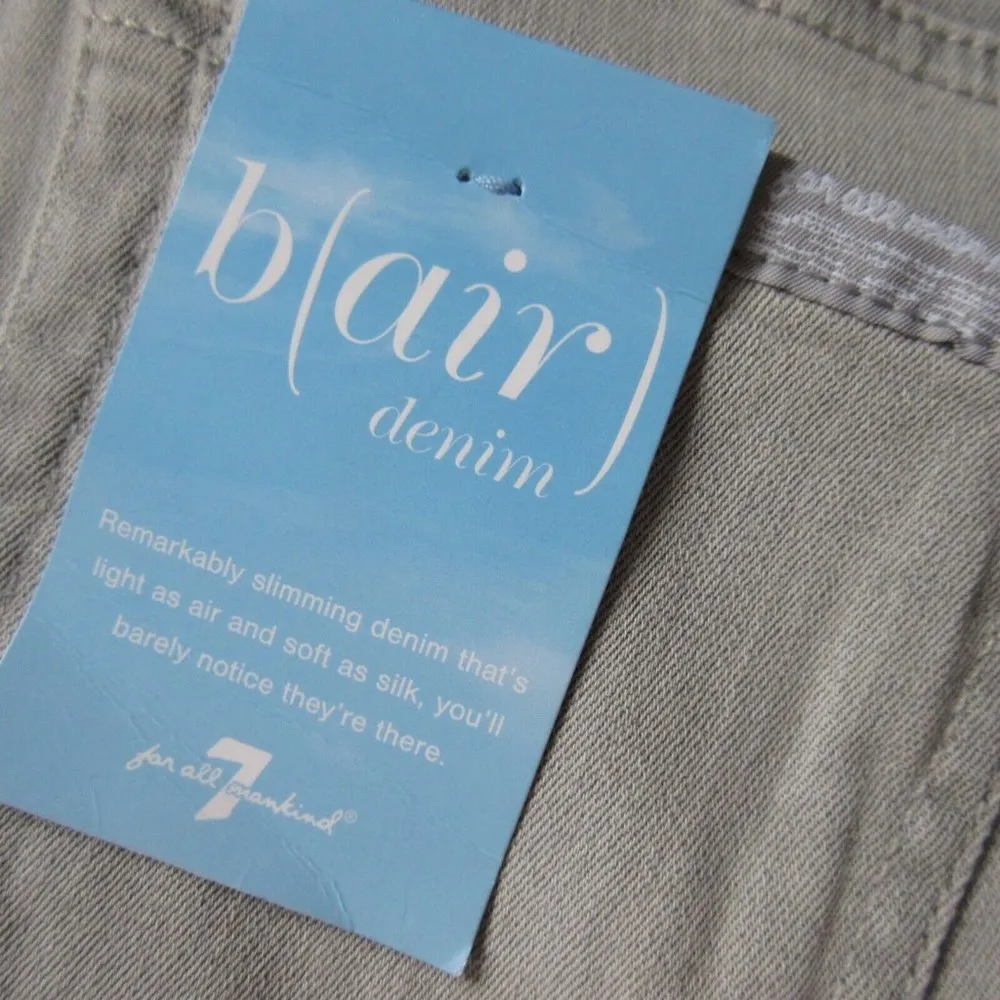 b(air)
denim
Remarkably slimming denim that's
light as air and soft as silk, you'll
barely notice they're there.
for all 7 mankind®